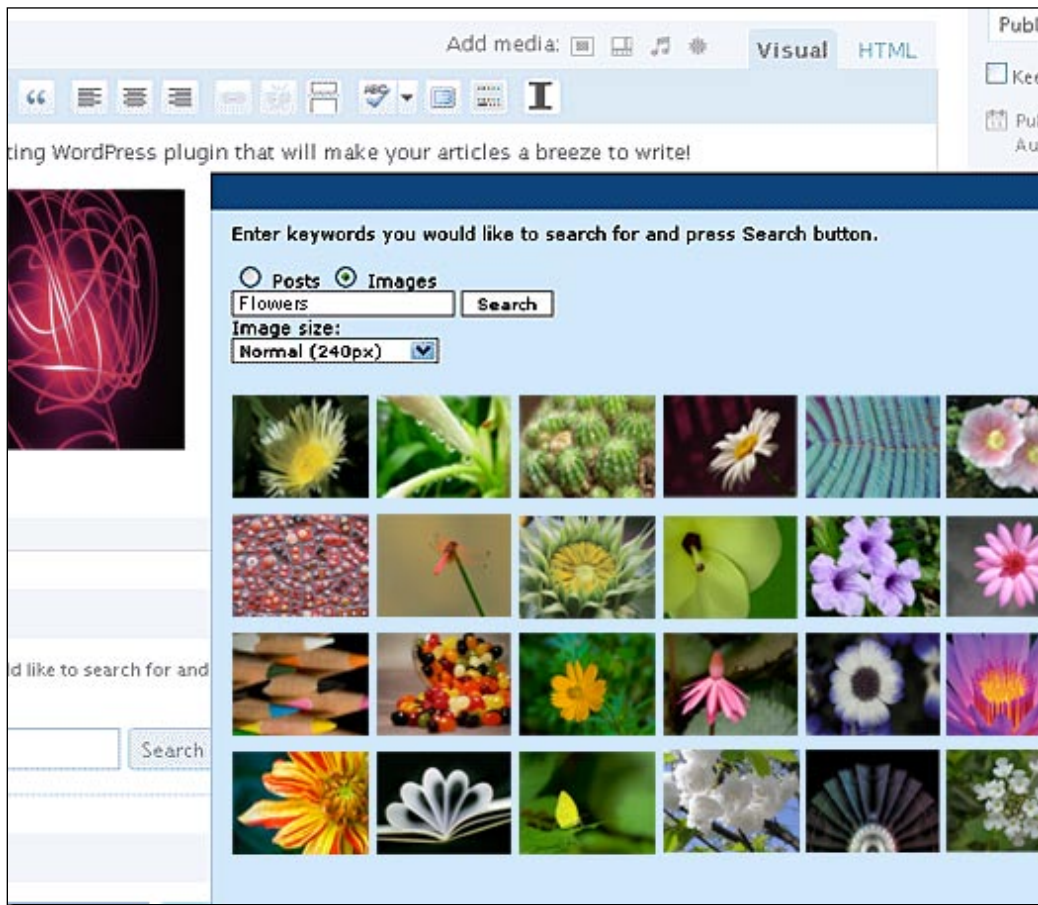 Add media:
Visual
HTML
Publ
Kee
Pul
Au
ABC
ting WordPress plugin that will make your articles a breeze to write!
Enter keywords you would like to search for and press Search button.
Posts
Images
Flowers
Search
Image size:
Normal (240px)
ld like to search for and
Search